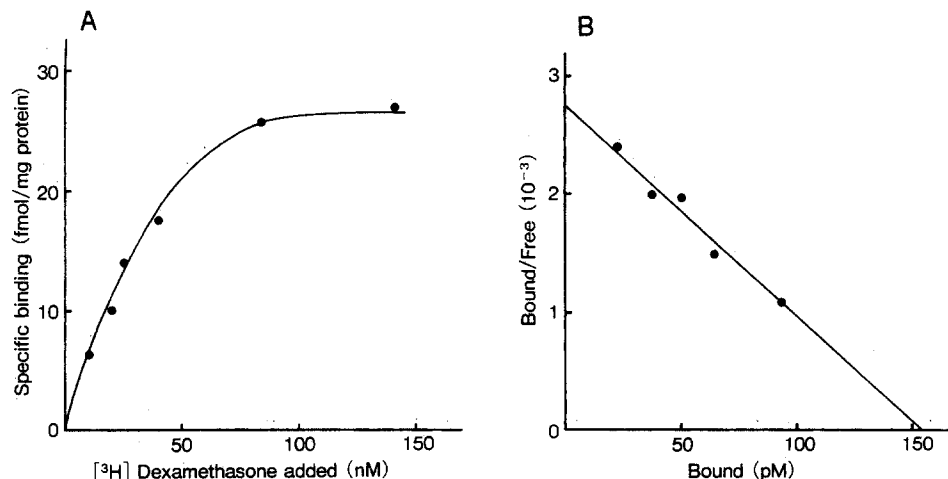 A
30
20
10
0
Specific binding (fmol/mg protein)
50
100
150
[³H] Dexamethasone added (nM)
B
3
2
1
0
Bound/Free (10⁻³)
50
100
150
Bound (pM)